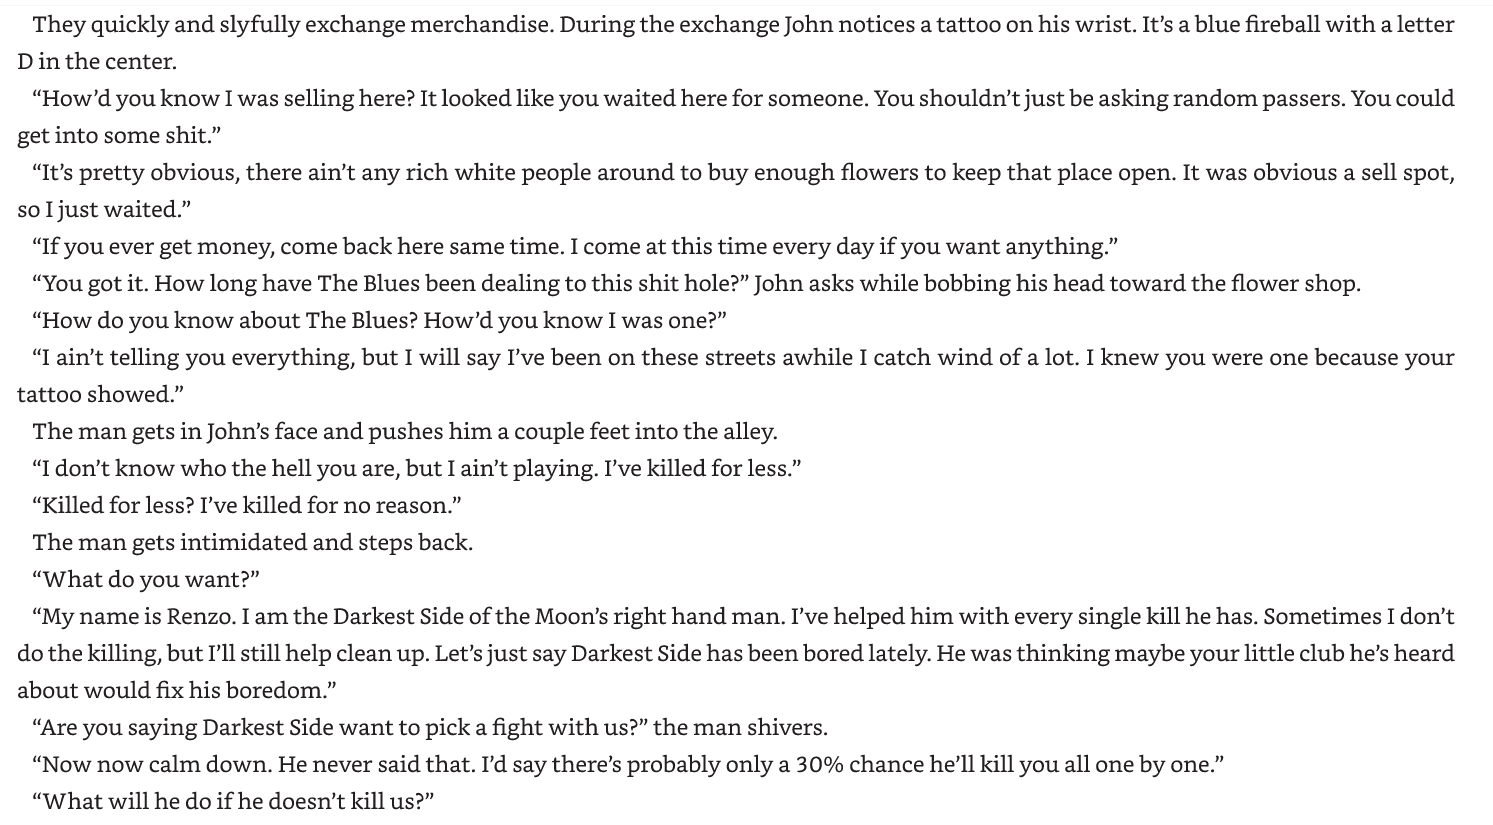 They quickly and slyfully exchange merchandise. During the exchange John notices a tattoo on his wrist. It’s a blue fireball with a letter
D in the center.
“How’d you know I was selling here? It looked like you waited here for someone. You shouldn’t just be asking random passers. You could
get into some shit.”
“It’s pretty obvious, there ain’t any rich white people around to buy enough flowers to keep that place open. It was obvious a sell spot,
so I just waited.”
“If you ever get money, come back here same time. I come at this time every day if you want anything.”
“You got it. How long have The Blues been dealing to this shit hole?” John asks while bobbing his head toward the flower shop.
“How do you know about The Blues? How’d you know I was one?”
“I ain’t telling you everything, but I will say I’ve been on these streets awhile I catch wind of a lot. I knew you were one because your
tattoo showed.”
The man gets in John’s face and pushes him a couple feet into the alley.
“I don’t know who the hell you are, but I ain’t playing. I’ve killed for less.”
“Killed for less? I’ve killed for no reason.”
The man gets intimidated and steps back.
“What do you want?”
“My name is Renzo. I am the Darkest Side of the Moon’s right hand man. I’ve helped him with every single kill he has. Sometimes I don’t
do the killing, but I’ll still help clean up. Let’s just say Darkest Side has been bored lately. He was thinking maybe your little club he’s heard
about would fix his boredom.”
“Are you saying Darkest Side want to pick a fight with us?” the man shivers.
“Now now calm down. He never said that. I’d say there’s probably only a 30% chance he’ll kill you all one by one.”
“What will he do if he doesn’t kill us?”